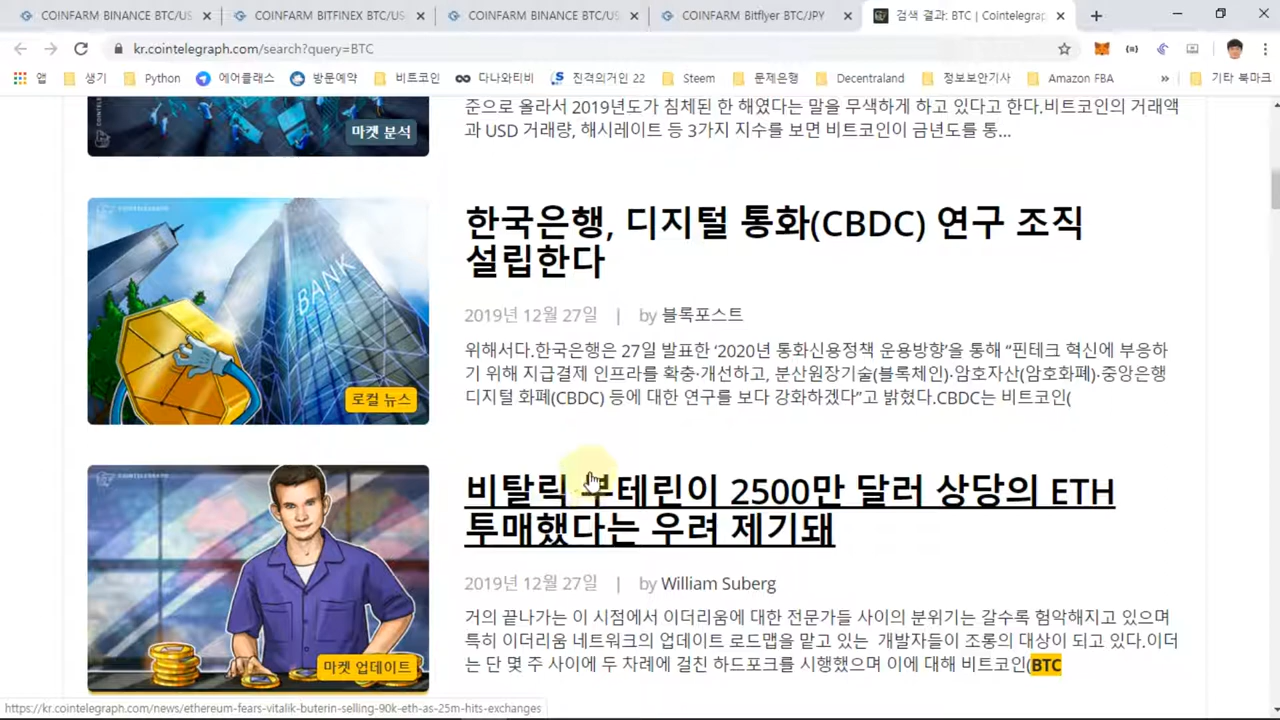 COINFARM BINANCE BTC/US
COINFARM BITFINEX BTC/US
COINFARM BINANCE BTC/US
COINFARM Bitflyer BTC/JPY
검색 결과: BTC | Cointelegraph
kr.cointelegraph.com/search?query=BTC
앱
생기
Python
에어클래스
방문예약
비트코인
다나와티비
진격의거인 22
Steem
문제은행
Decentraland
정보보안기사
Amazon FBA
»
기타 북마크
마켓 분석
준으로 올라서 2019년도가 침체된 한 해였다는 말을 무색하게 하고 있다고 한다.비트코인의 거래액
과 USD 거래량, 해시레이트 등 3가지 지수를 보면 비트코인이 금년도를 통...
COINTELEGRAPH
BANK
로컬 뉴스
한국은행, 디지털 통화(CBDC) 연구 조직
설립한다
2019년 12월 27일 | by 블록포스트
위해서다.한국은행은 27일 발표한 ‘2020년 통화신용정책 운용방향’을 통해 “핀테크 혁신에 부응하
기 위해 지급결제 인프라를 확충·개선하고, 분산원장기술(블록체인)·암호자산(암호화폐)·중앙은행
디지털 화폐(CBDC) 등에 대한 연구를 보다 강화하겠다”고 밝혔다.CBDC는 비트코인(
COINTELEGRAPH
마켓 업데이트
비탈릭 부테린이 2500만 달러 상당의 ETH
투매했다는 우려 제기돼
2019년 12월 27일 | by William Suberg
거의 끝나가는 이 시점에서 이더리움에 대한 전문가들 사이의 분위기는 갈수록 험악해지고 있으며
특히 이더리움 네트워크의 업데이트 로드맵을 맡고 있는 개발자들이 조롱의 대상이 되고 있다.이더
는 단 몇 주 사이에 두 차례에 걸친 하드포크를 시행했으며 이에 대해 비트코인(BTC
https://kr.cointelegraph.com/news/ethereum-fears-vitalik-buterin-selling-90k-eth-as-25m-hits-exchanges